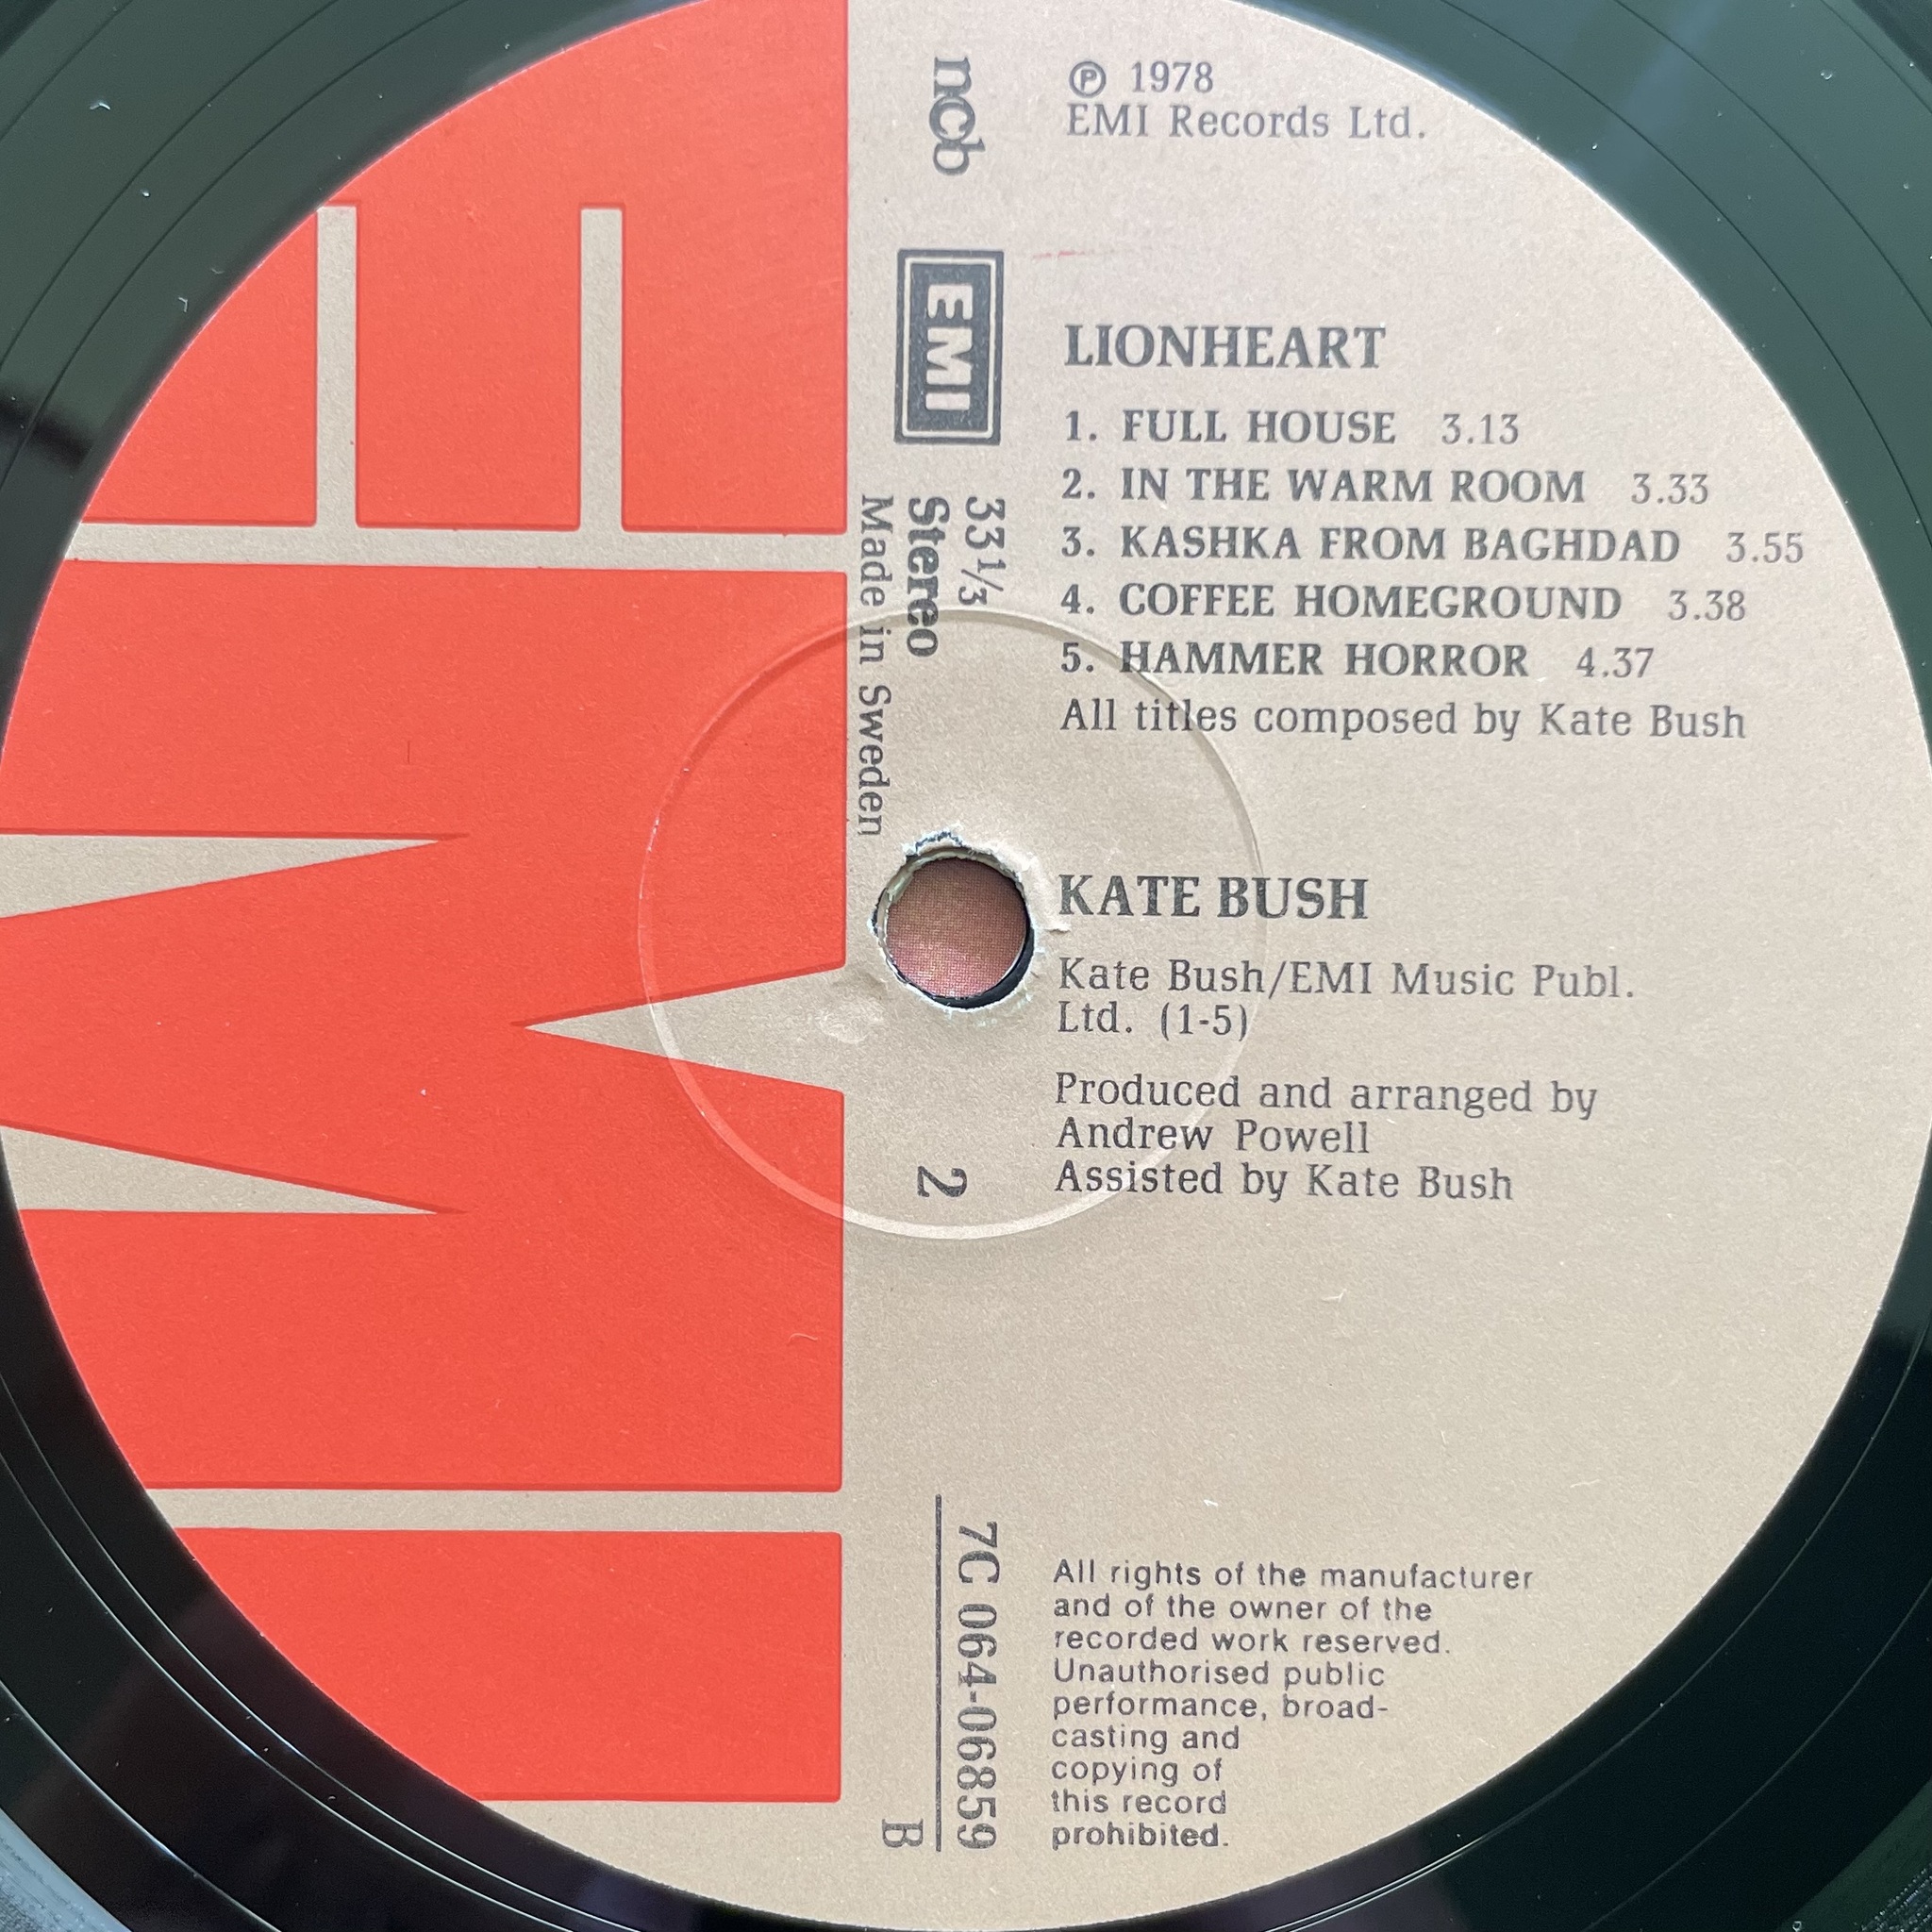 ℗ 1978
EMI Records Ltd.
LIONHEART
1. FULL HOUSE 3.13
2. IN THE WARM ROOM 3.33
3. KASHKA FROM BAGHDAD 3.55
4. COFFEE HOMEGROUND 3.38
5. HAMMER HORROR 4.37
All titles composed by Kate Bush
KATE BUSH
Kate Bush/EMI Music Publ.
Ltd. (1-5)
Produced and arranged by
Andrew Powell
Assisted by Kate Bush
All rights of the manufacturer
and of the owner of the
recorded work reserved.
Unauthorised public
performance, broad-
casting and
copying of
this record
prohibited.
ncb
EMI
33 1/3
Stereo
Made in Sweden
2
7C 064-06859
B
EMI